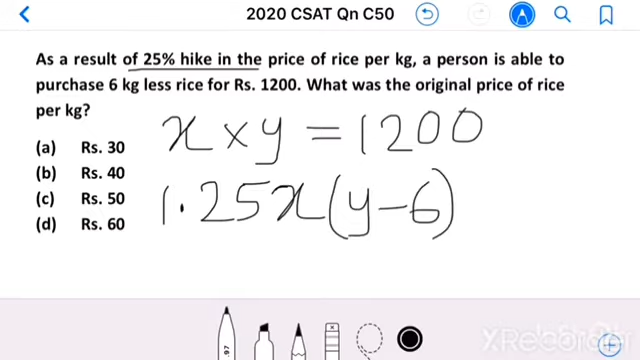 2020 CSAT Qn C50
As a result of 25% hike in the price of rice per kg, a person is able to
purchase 6 kg less rice for Rs. 1200. What was the original price of rice
per kg?
x × y = 1200
(a) Rs. 30
(b) Rs. 40
(c) Rs. 50
(d) Rs. 60
1.25x(y-6)
.97
XRecorder